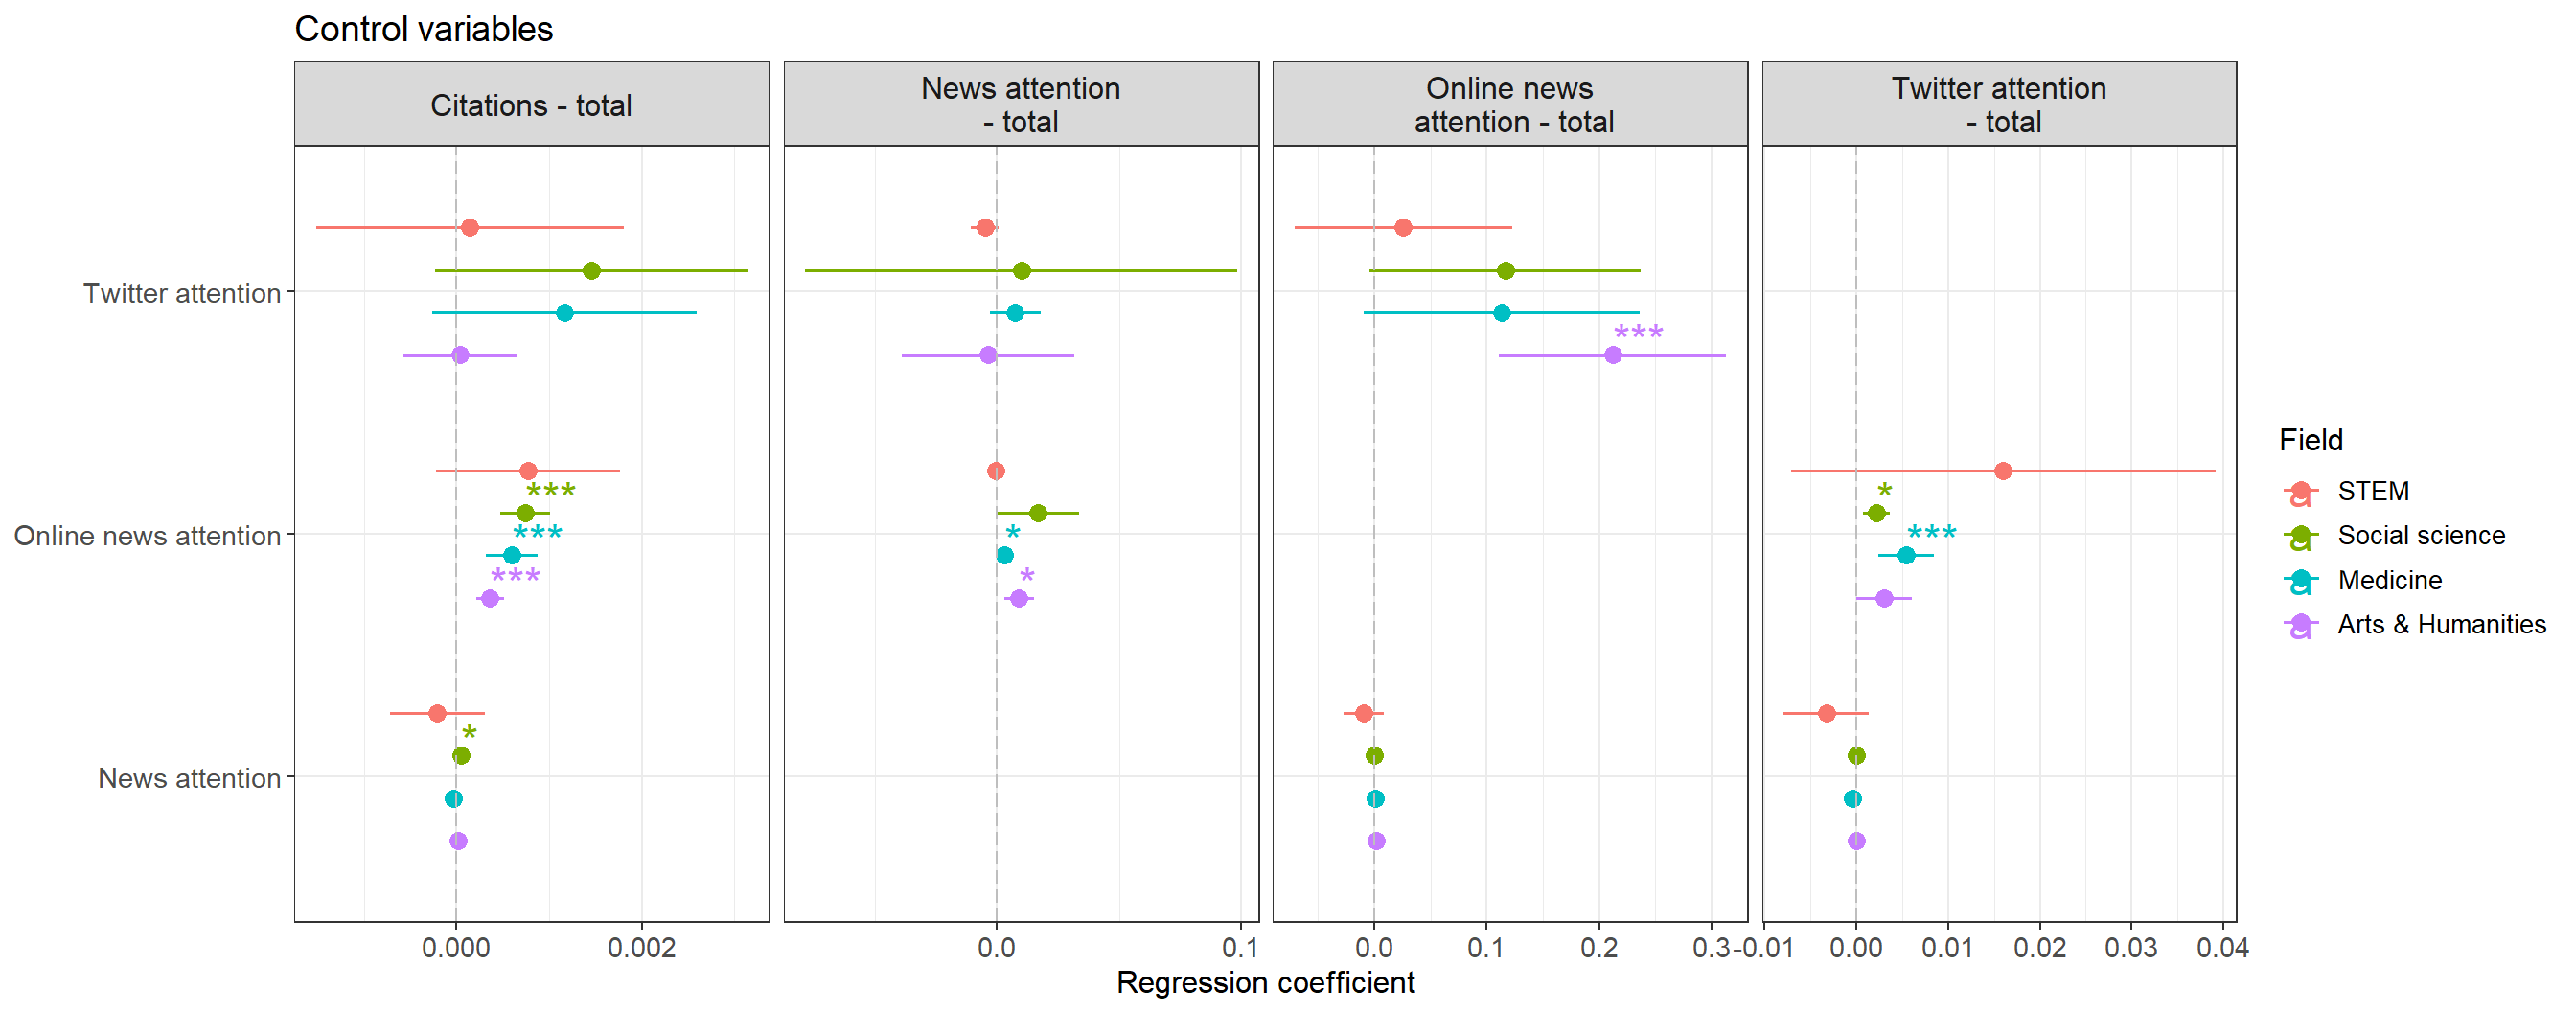 Control variables
Citations - total
News attention
- total
Online news
attention - total
Twitter attention
- total
Twitter attention
***
Online news attention
***
***
***
*
*
*
***
News attention
*
0.000 0.002
0.0 0.1
0.0 0.1 0.2 0.3
-0.01 0.00 0.01 0.02 0.03 0.04
Regression coefficient
Field
a STEM
a Social science
a Medicine
a Arts & Humanities